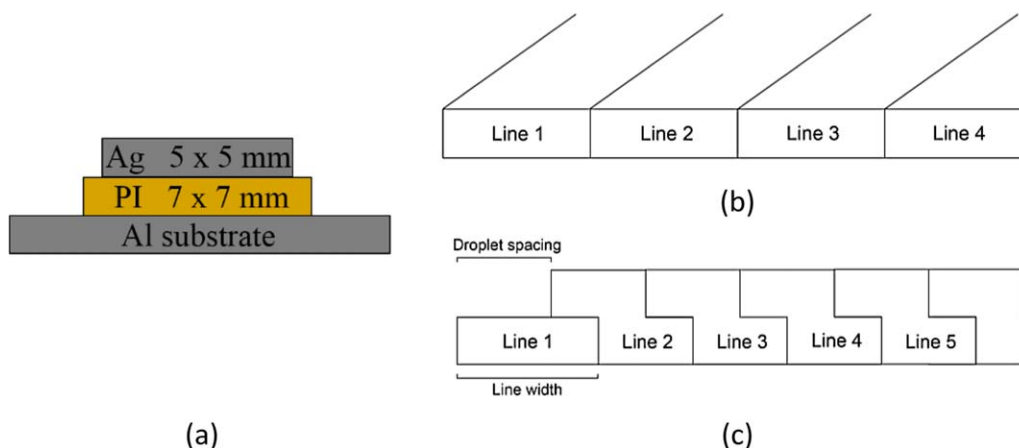 Ag 5 x 5 mm
PI 7 x 7 mm
Al substrate
(a)
Line 1 Line 2 Line 3 Line 4
(b)
Droplet spacing
Line 1 Line 2 Line 3 Line 4 Line 5
Line width
(c)